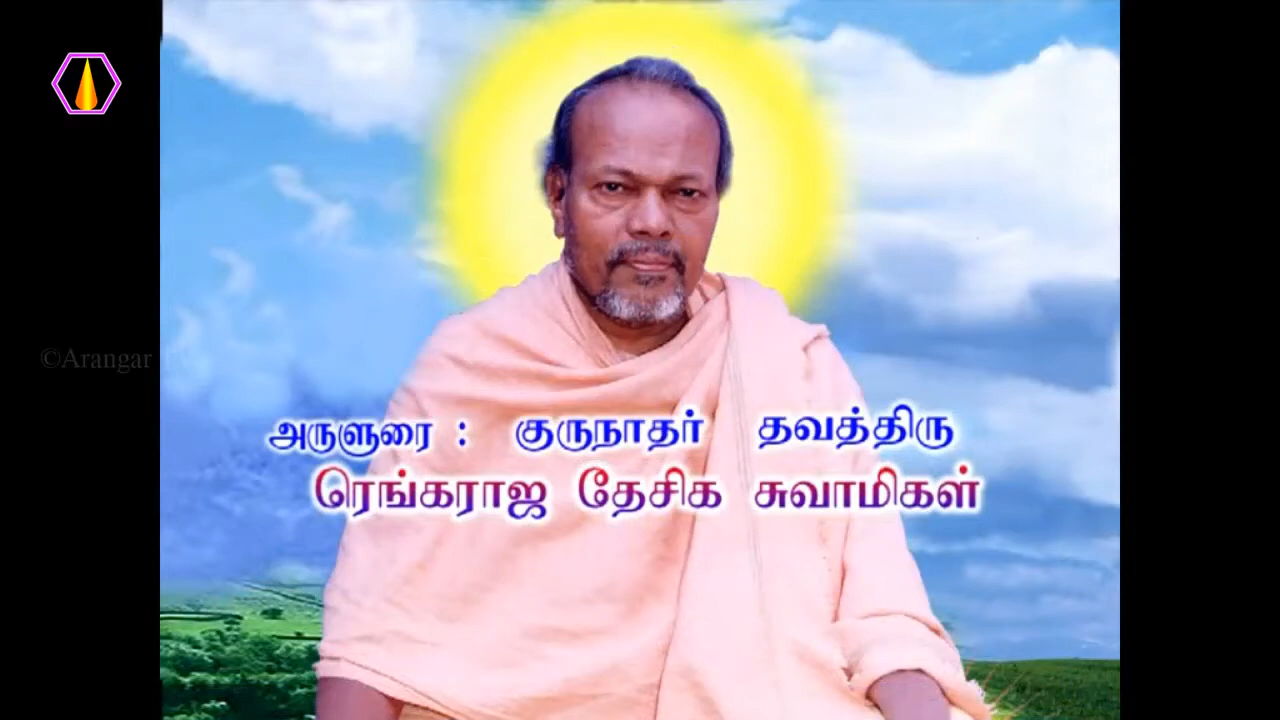 ©Arangar
அருளுரை : குருநாதர் தவத்திரு
ரெங்கராஜ தேசிக சுவாமிகள்